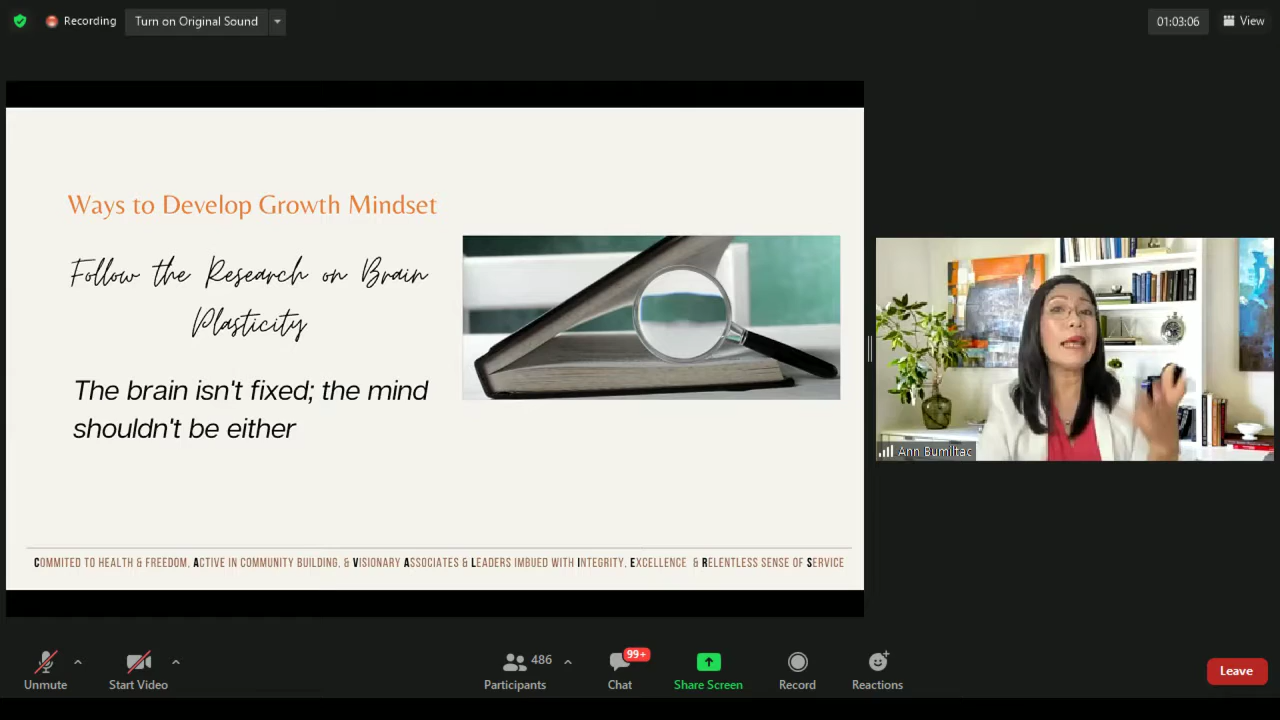 Recording
Turn on Original Sound
01:03:06
View
Ways to Develop Growth Mindset
Follow the Research on Brain
Plasticity
The brain isn't fixed; the mind
shouldn't be either
COMMITED TO HEALTH & FREEDOM, ACTIVE IN COMMUNITY BUILDING, & VISIONARY ASSOCIATES & LEADERS IMBUED WITH INTEGRITY, EXCELLENCE & RELENTLESS SENSE OF SERVICE
Ann Bumiltac
Unmute
Start Video
486
Participants
99+
Chat
Share Screen
Record
Reactions
Leave